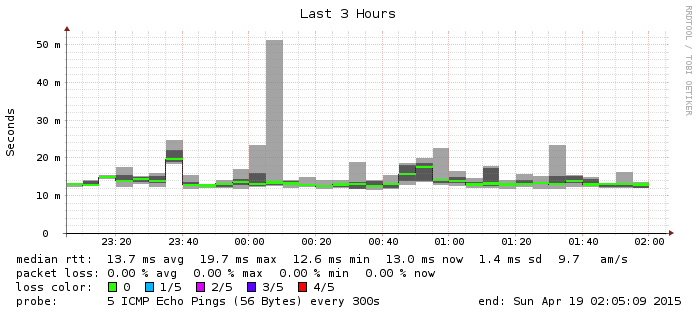 Last 3 Hours
RRDTOOL / TOBI OETIKER
Seconds
50 m
40 m
30 m
20 m
10 m
0
23:20 23:40 00:00 00:20 00:40 01:00 01:20 01:40 02:00
median rtt: 13.7 ms avg 19.7 ms max 12.6 ms min 13.0 ms now 1.4 ms sd 9.7 am/s
packet loss: 0.00 % avg 0.00 % max 0.00 % min 0.00 % now
loss color: 0 1/5 2/5 3/5 4/5
probe: 5 ICMP Echo Pings (56 Bytes) every 300s end: Sun Apr 19 02:05:09 2015